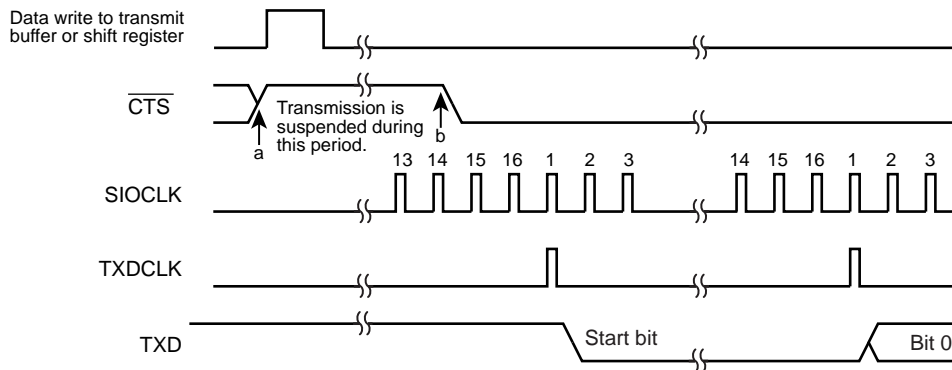 Data write to transmit
buffer or shift register
CTS
Transmission is
suspended during
this period.
a
b
13 14 15 16 1 2 3 14 15 16 1 2 3
SIOCLK
TXDCLK
TXD
Start bit
Bit 0